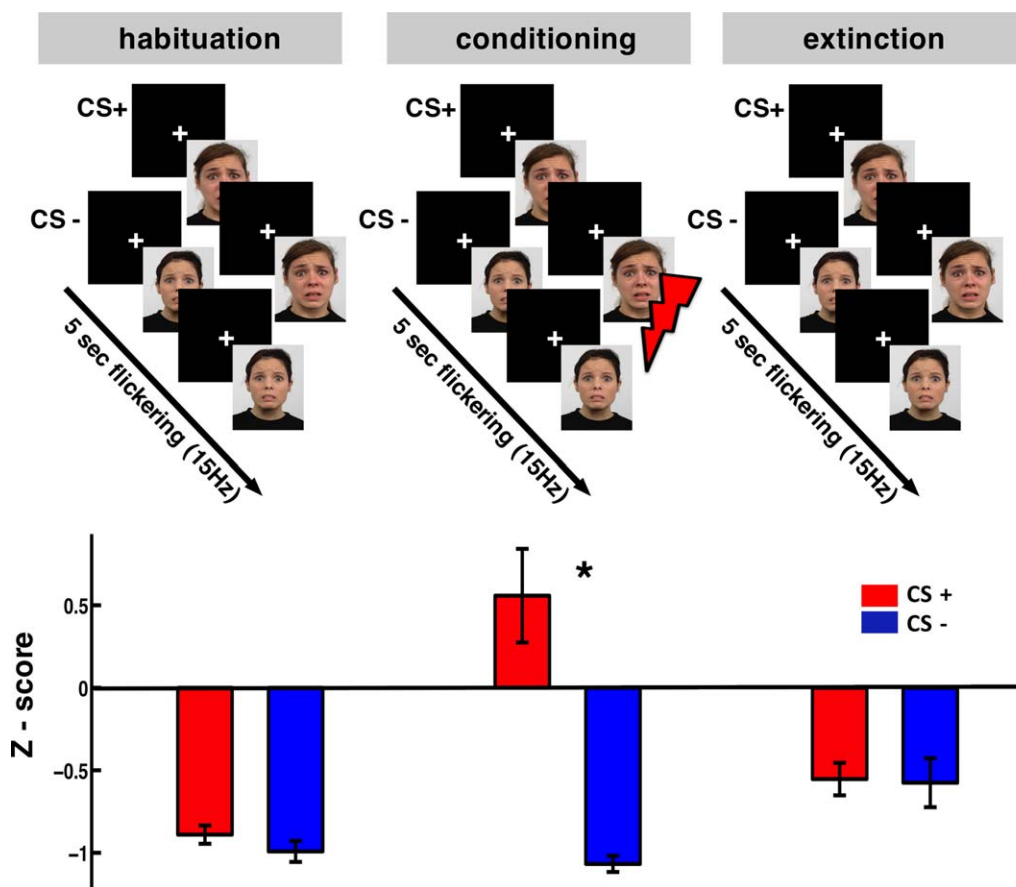 habituation
conditioning
extinction
CS+
CS -
5 sec flickering (15Hz)
CS+
CS -
5 sec flickering (15Hz)
CS+
CS -
5 sec flickering (15Hz)
Z - score
0.5
0
−0.5
−1
*
CS +
CS -